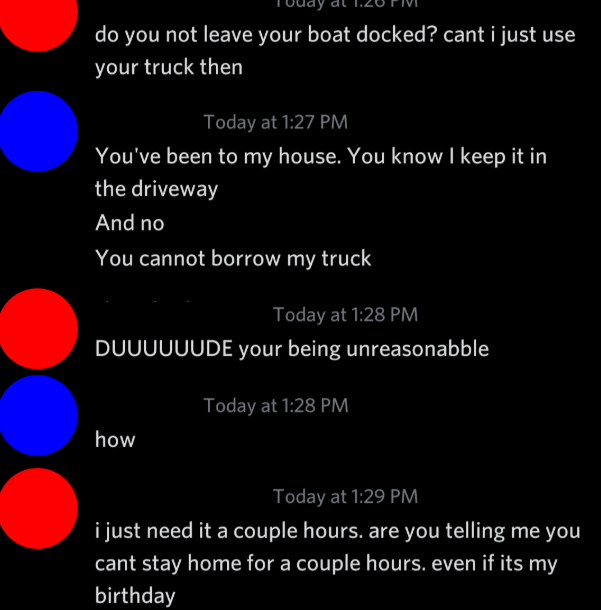 Today at 1:26 PM
do you not leave your boat docked? cant i just use
your truck then
Today at 1:27 PM
You've been to my house. You know I keep it in
the driveway
And no
You cannot borrow my truck
Today at 1:28 PM
DUUUUUUDE your being unreasonabble
Today at 1:28 PM
how
Today at 1:29 PM
i just need it a couple hours. are you telling me you
cant stay home for a couple hours. even if its my
birthday